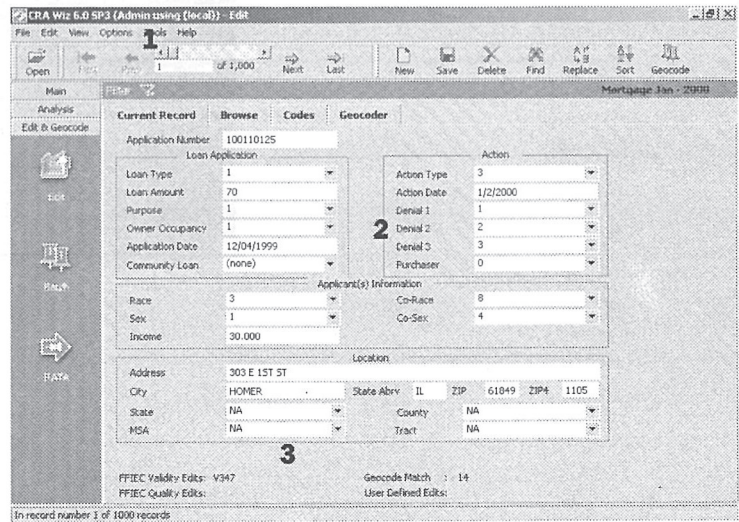 CRA Wiz 6.0 SP3 (Admin using (local)) - Edit
File Edit View Options Tools Help
1
Open First Prev 1 of 1,000 Next Last New Save Delete Find Replace Sort Geocode
Main Filter Mortgage Jan - 2000
Analysis
Edit & Geocode
Current Record Browse Codes Geocoder
Application Number 100110125
Loan Application Action
Loan Type 1 Action Type 3
Loan Amount 70 Action Date 1/2/2000
Purpose 1 Denial 1 1
Owner Occupancy 1 2 Denial 2 2
Application Date 12/04/1999 Denial 3 3
Community Loan (none) Purchaser 0
Edit
Batch
DATA
Applicant(s) Information
Race 3 Co-Race 8
Sex 1 Co-Sex 4
Income 30.000
Location
Address 303 E 1ST ST
City HOMER State Abrv IL ZIP 61849 ZIP4 1105
State NA County NA
MSA NA Tract NA
3
FFIEC Validity Edits: V347 Geocode Match : 14
FFIEC Quality Edits: User Defined Edits:
In record number 1 of 1000 records